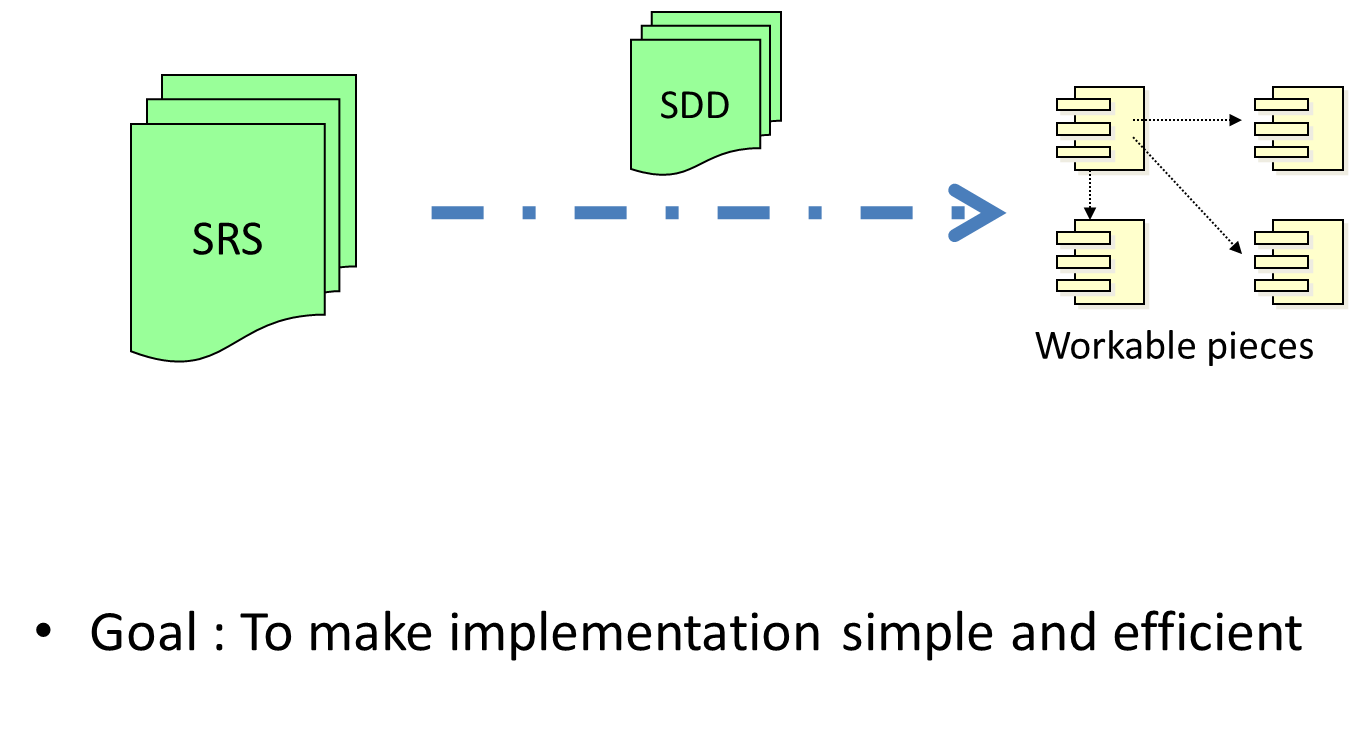 SDD
SRS
Workable pieces
• Goal : To make implementation simple and efficient